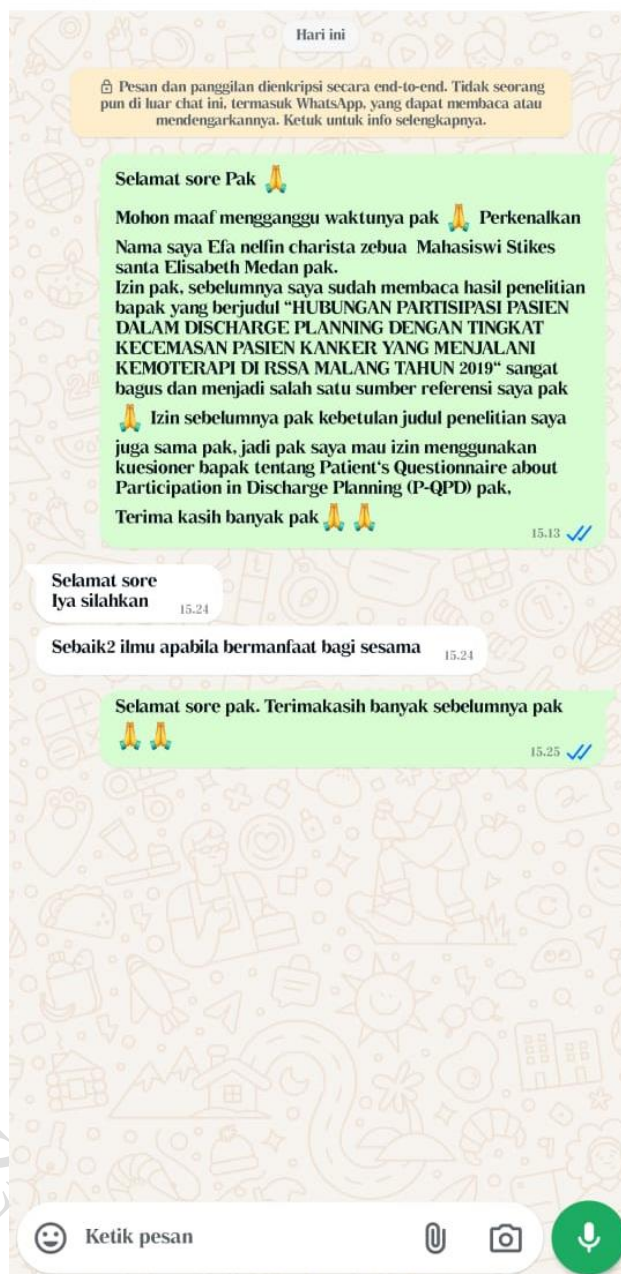 Hari ini
Pesan dan panggilan dienkripsi secara end-to-end. Tidak seorang
pun di luar chat ini, termasuk WhatsApp, yang dapat membaca atau
mendengarkannya. Ketuk untuk info selengkapnya.
Selamat sore Pak 🙏
Mohon maaf mengganggu waktunya pak 🙏 Perkenalkan
Nama saya Efa nelfin charista zebua Mahasiswi Stikes
santa Elisabeth Medan pak.
Izin pak, sebelumnya saya sudah membaca hasil penelitian
bapak yang berjudul “HUBUNGAN PARTISIPASI PASIEN
DALAM DISCHARGE PLANNING DENGAN TINGKAT
KECEMASAN PASIEN KANKER YANG MENJALANI
KEMOTERAPI DI RSSA MALANG TAHUN 2019“ sangat
bagus dan menjadi salah satu sumber referensi saya pak
🙏 Izin sebelumnya pak kebetulan judul penelitian saya
juga sama pak, jadi pak saya mau izin menggunakan
kuesioner bapak tentang Patient's Questionnaire about
Participation in Discharge Planning (P-QPD) pak,
Terima kasih banyak pak🙏 🙏
15.13
Selamat sore
Iya silahkan 15.24
Sebaik2 ilmu apabila bermanfaat bagi sesama 15.24
Selamat sore pak. Terimakasih banyak sebelumnya pak
🙏 🙏
15.25
Ketik pesan